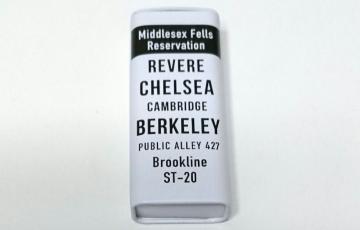 Middlesex Fells
Reservation
REVERE
CHELSEA
CAMBRIDGE
BERKELEY
PUBLIC ALLEY 427
Brookline
ST-20